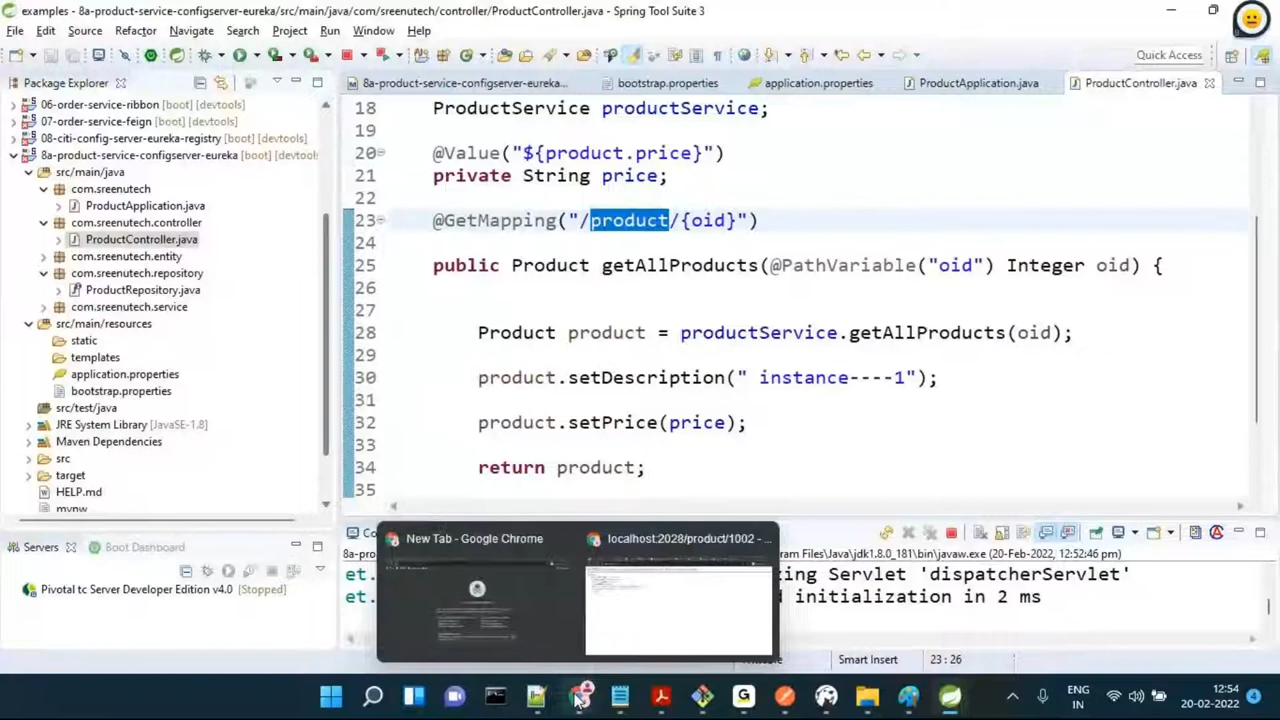 examples - 8a-product-service-configserver-eureka/src/main/java/com/sreenutech/controller/ProductController.java - Spring Tool Suite 3
File Edit Source Refactor Navigate Search Project Run Window Help
Quick Access
Package Explorer
06-order-service-ribbon [boot] [devtools]
07-order-service-feign [boot] [devtools]
08-citi-config-server-eureka-registry [boot] [devtools]
8a-product-service-configserver-eureka [boot] [devtools
src/main/java
com.sreenutech
ProductApplication.java
com.sreenutech.controller
ProductController.java
com.sreenutech.entity
com.sreenutech.repository
ProductRepository.java
com.sreenutech.service
src/main/resources
static
templates
application.properties
bootstrap.properties
src/test/java
JRE System Library [JavaSE-1.8]
Maven Dependencies
src
target
HELP.md
mvnw
8a-product-service-configserver-eureka... bootstrap.properties application.properties ProductApplication.java ProductController.java
18 ProductService productService;
19
20 @Value("${product.price}")
21 private String price;
22
23 @GetMapping("/product/{oid}")
24
25 public Product getAllProducts(@PathVariable("oid") Integer oid) {
26
27
28 Product product = productService.getAllProducts(oid);
29
30 product.setDescription(" instance----1");
31
32 product.setPrice(price);
33
34 return product;
35
Servers Boot Dashboard
Pivotal tc Server Developer Edition v4.0 [Stopped]
Co
8a-pro
ram Files\Java\jdk1.8.0_181\bin\javaw.exe (20-Feb-2022, 12:53:46 pm)
et. ing Servlet 'dispatcherServlet'
et. d initialization in 2 ms
New Tab - Google Chrome
localhost:2028/product/1002 - ...
Smart Insert 23 : 26
ENG
IN
12:54
20-02-2022
4